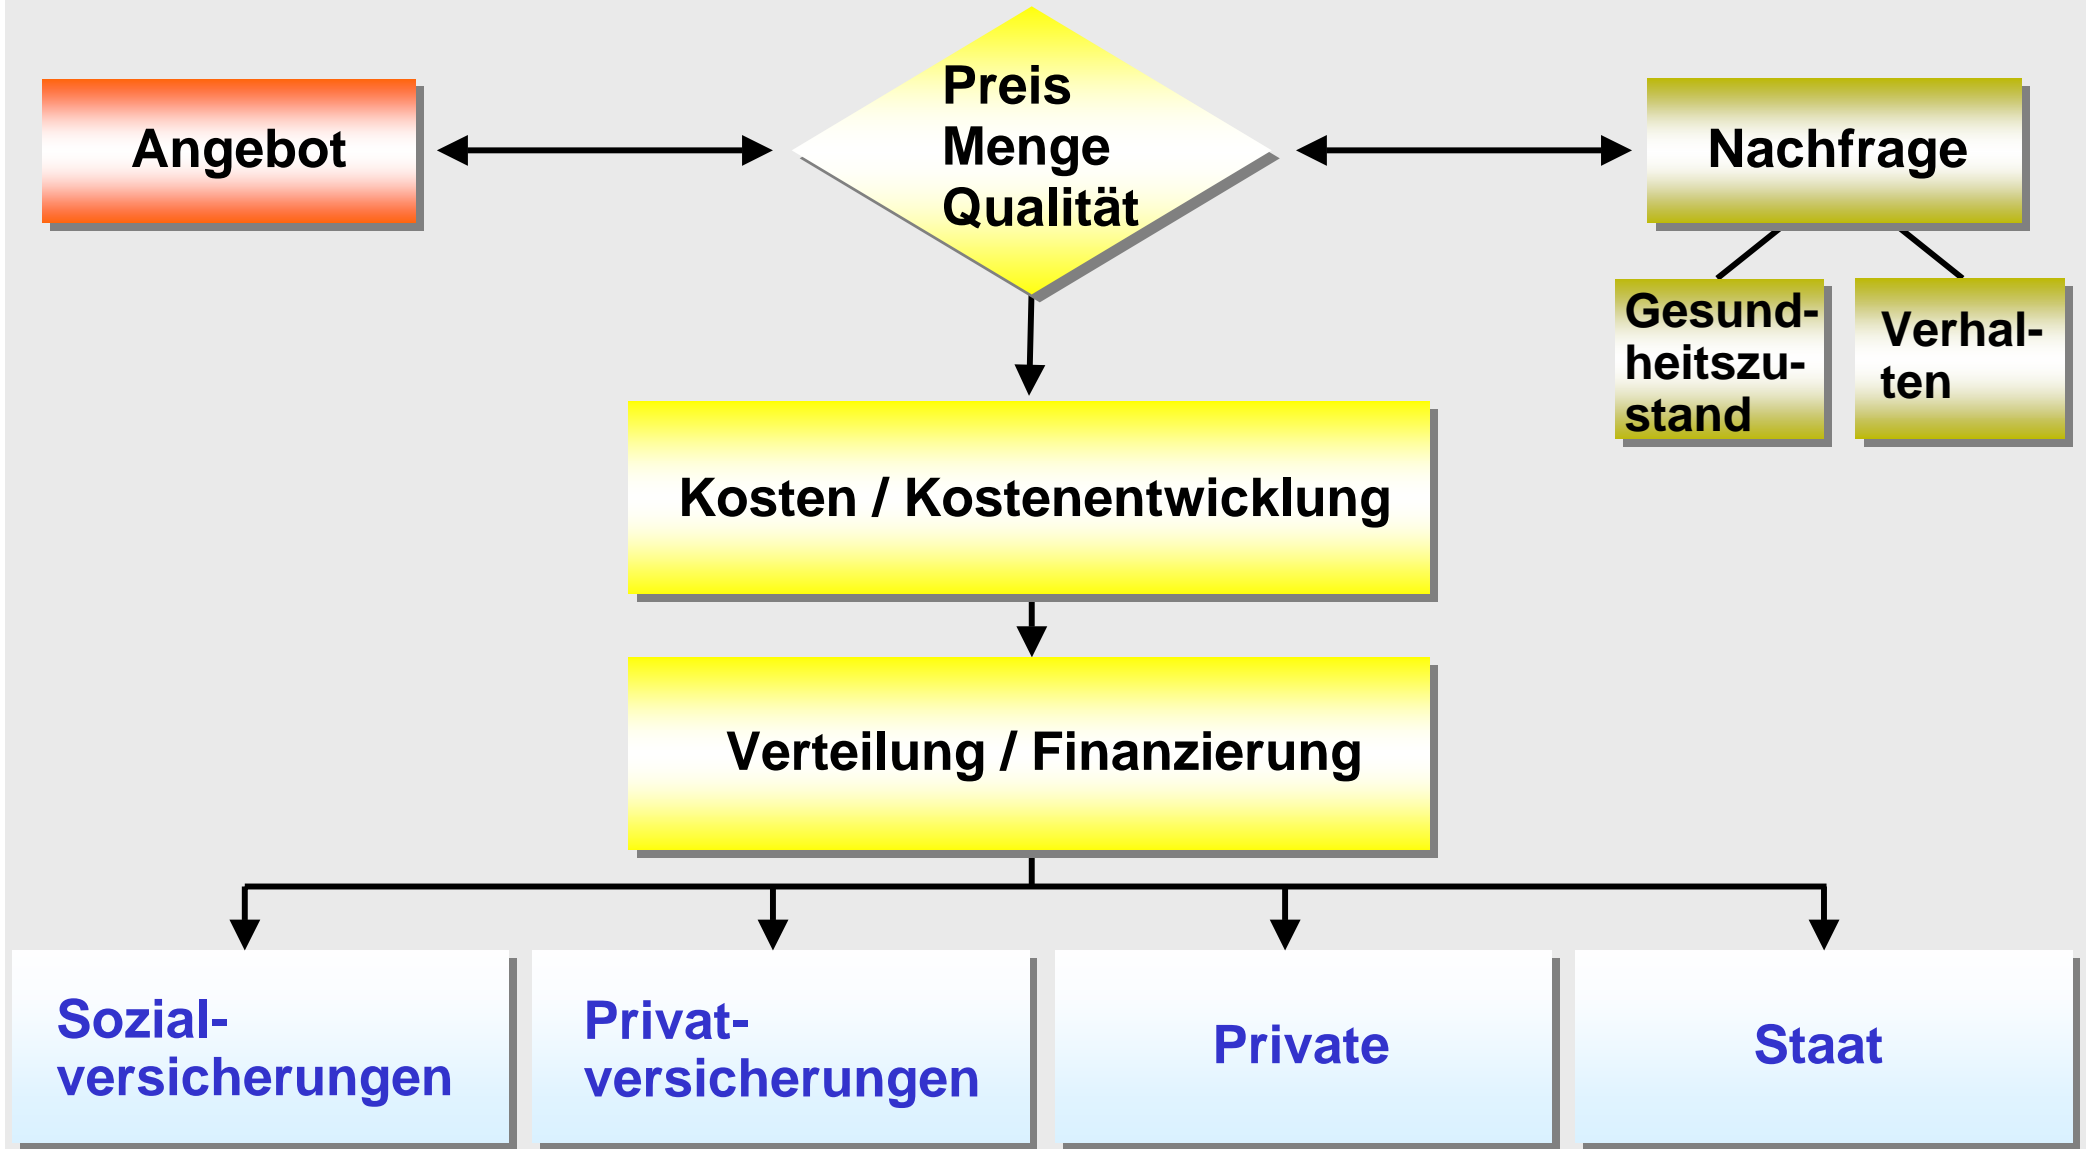 Angebot
Preis
Menge
Qualität
Nachfrage
Gesund-
heitszu-
stand
Verhal-
ten
Kosten / Kostenentwicklung
Verteilung / Finanzierung
Sozial-
versicherungen
Privat-
versicherungen
Private
Staat